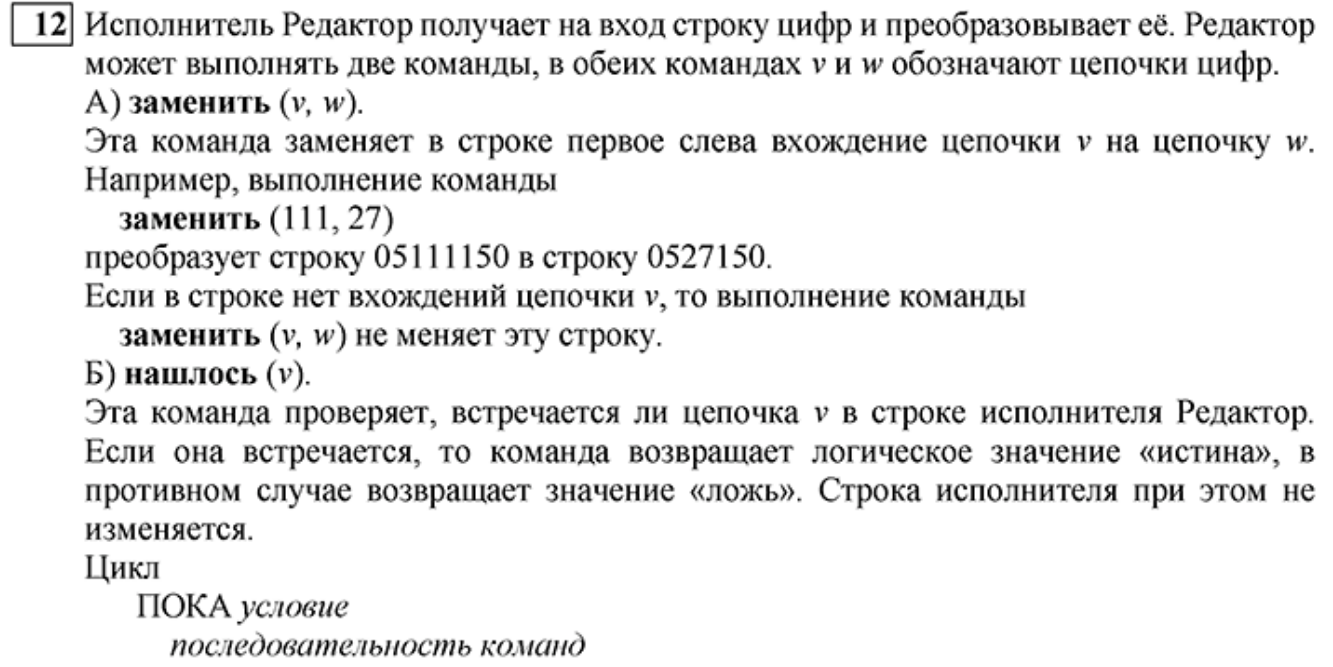 12 Исполнитель Редактор получает на вход строку цифр и преобразовывает её. Редактор
может выполнять две команды, в обеих командах v и w обозначают цепочки цифр.
А) заменить (v, w).
Эта команда заменяет в строке первое слева вхождение цепочки v на цепочку w.
Например, выполнение команды
заменить (111, 27)
преобразует строку 05111150 в строку 0527150.
Если в строке нет вхождений цепочки v, то выполнение команды
заменить (v, w) не меняет эту строку.
Б) нашлось (v).
Эта команда проверяет, встречается ли цепочка v в строке исполнителя Редактор.
Если она встречается, то команда возвращает логическое значение «истина», в
противном случае возвращает значение «ложь». Строка исполнителя при этом не
изменяется.
Цикл
ПОКА условие
последовательность команд